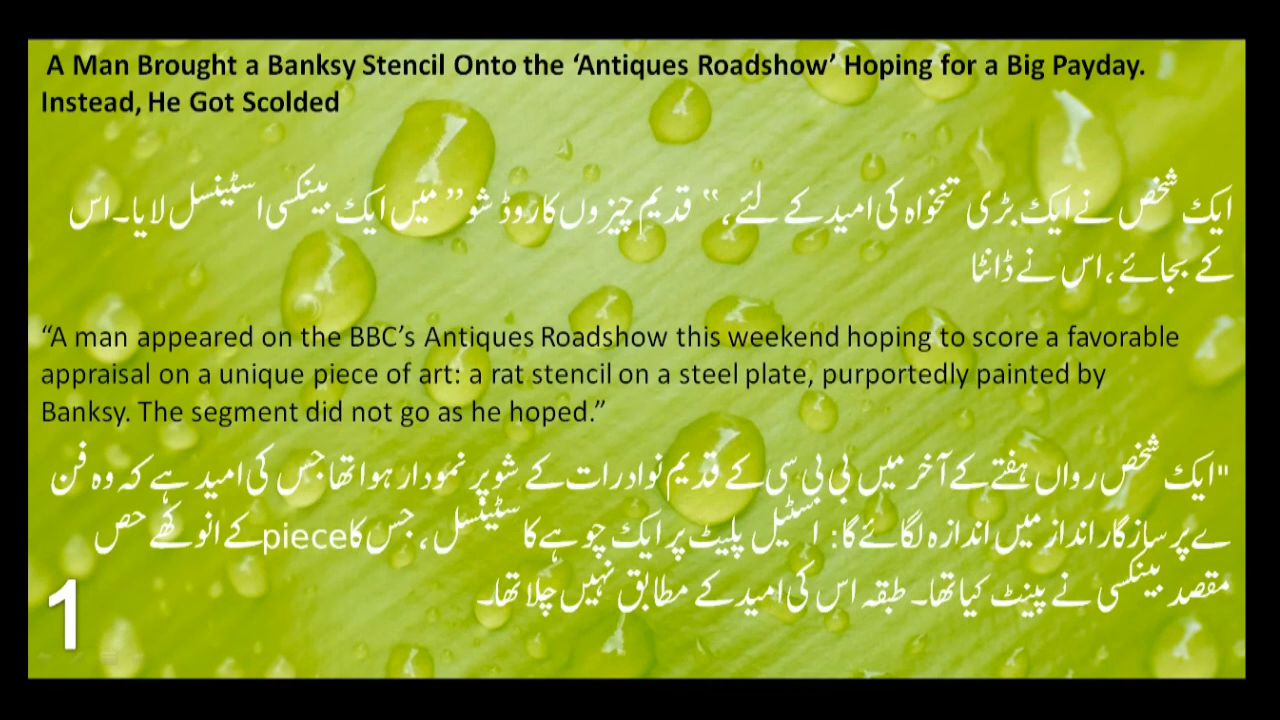 A Man Brought a Banksy Stencil Onto the ‘Antiques Roadshow’ Hoping for a Big Payday.
Instead, He Got Scolded
ایک شخص نے ایک بڑی تنخواہ کی امید کے لئے، “ قدیم چیزوں کا روڈ شو” میں ایک بینکسی اسٹینسل لایا۔ اس
کے بجائے ، اس نے ڈانٹا
“A man appeared on the BBC’s Antiques Roadshow this weekend hoping to score a favorable
appraisal on a unique piece of art: a rat stencil on a steel plate, purportedly painted by
Banksy. The segment did not go as he hoped.”
"ایک شخص رواں ہفتے کے آخر میں بی بی سی کے قدیم نوادرات کے شو پر نمودار ہوا تھا جس کی امید ہے کہ وہ فن
ے پر سازگار انداز میں اندازہ لگائے گا: اسٹیل پلیٹ پر ایک چوہے کا سٹینسل ، جس کاpieceکے انوکھے حص
مقصد بینکسی نے پینٹ کیا تھا۔ طبقہ اس کی امید کے مطابق نہیں چلا تھا۔
1